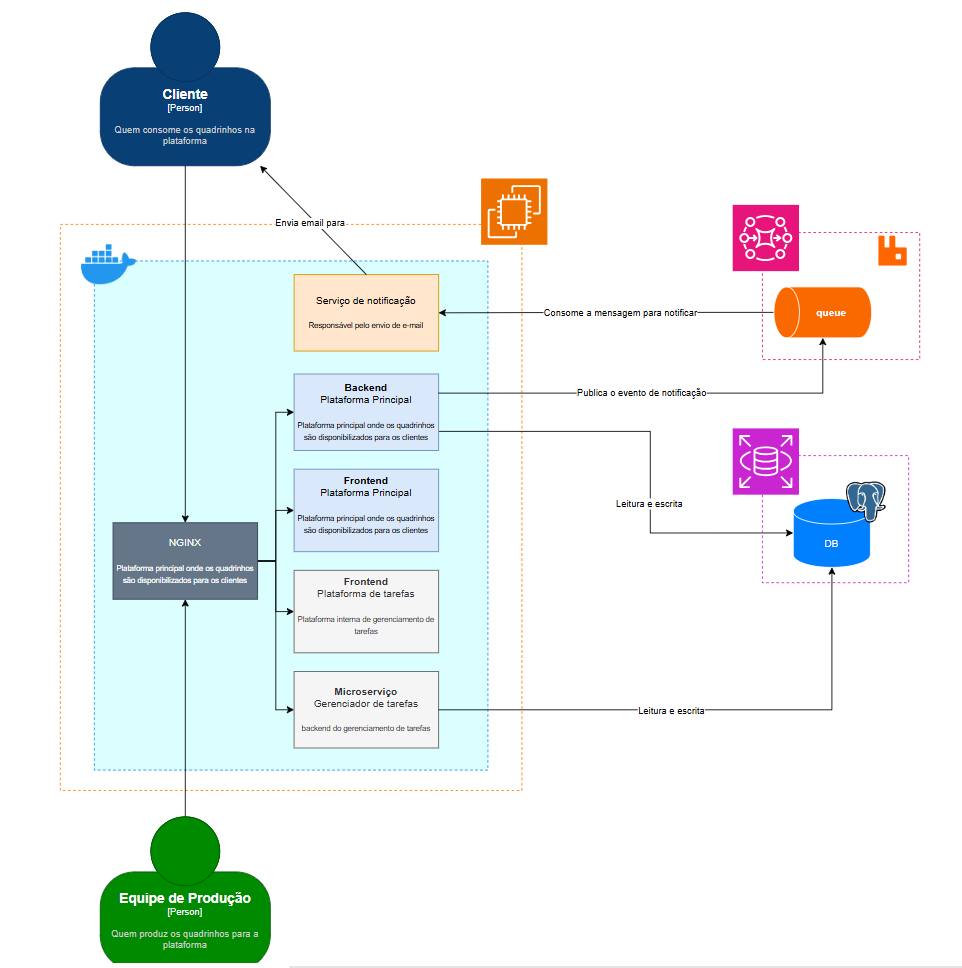 Cliente
[Person]
Quem consome os quadrinhos na
plataforma
Envia email para
Serviço de notificação
Responsável pelo envio de e-mail
Consome a mensagem para notificar
queue
Backend
Plataforma Principal
Plataforma principal onde os quadrinhos
são disponibilizados para os clientes
Publica o evento de notificação
Frontend
Plataforma Principal
Plataforma principal onde os quadrinhos
são disponibilizados para os clientes
Leitura e escrita
DB
NGINX
Plataforma principal onde os quadrinhos
são disponibilizados para os clientes
Frontend
Plataforma de tarefas
Plataforma interna de gerenciamento de
tarefas
Microserviço
Gerenciador de tarefas
backend do gerenciamento de tarefas
Leitura e escrita
Equipe de Produção
[Person]
Quem produz os quadrinhos para a
plataforma